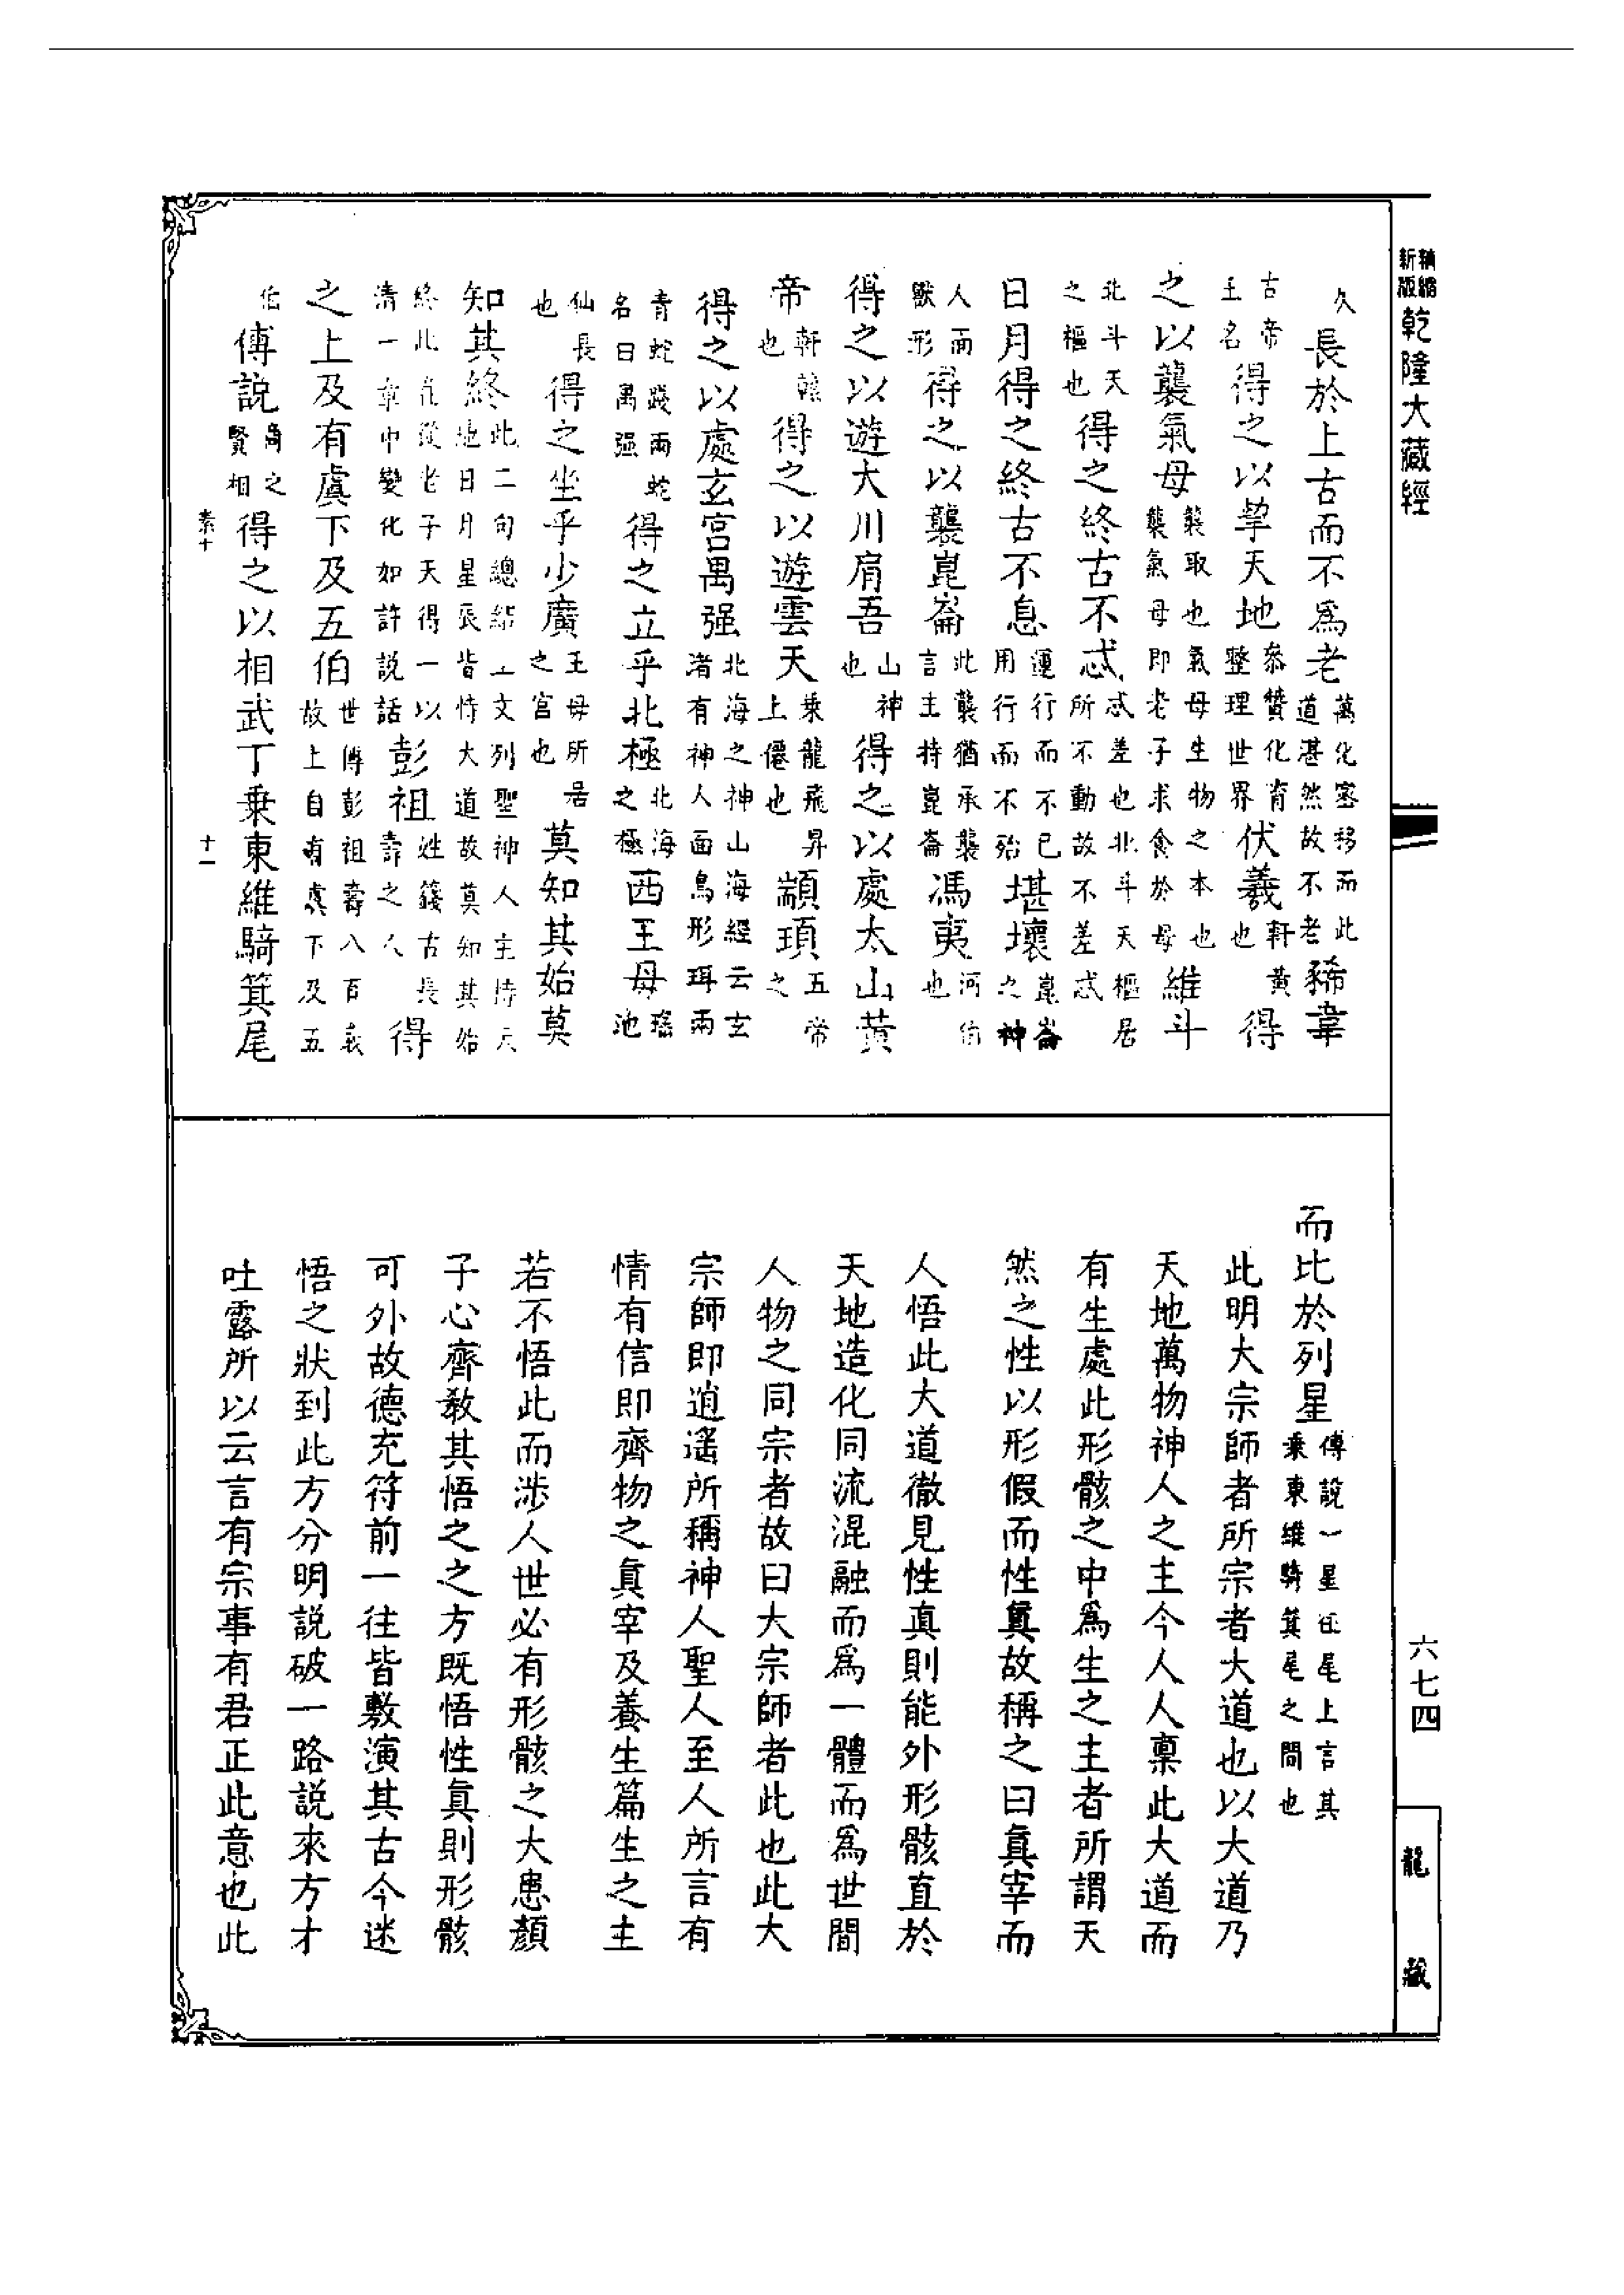 精縮新版乾隆大藏經
久長於上古而不爲老萬化密移而此道湛然故不老豨韋
古帝王名得之以挈天地參贊化育整理世界伏羲軒黃也得
之以襲氣母襲取也氣母生物之本也襲氣母即老子求食於母維斗
北斗天之樞也得之終古不忒忒差也北斗天樞居所不動故不差忒
日月得之終古不息運行而不已用行而不殆堪壞崑崙之神
人面獸形得之以襲崑崙此襲猶承襲言主持崑崙馮夷河伯也
得之以遊大川肩吾山神也得之以處太山黃
帝軒轅也得之以遊雲天乘龍飛昇上僊也顓頊五帝之
得之以處玄宮禺强北海之神山海經云玄渚有神人面鳥形珥兩
青蛇踐兩蛇名曰禺强得之立乎北極北海之極西王母瑤池
仙長也得之坐乎少廣王母所居之宮也莫知其始莫
知其終此二句總結上文列聖神人主持天地日月星辰皆恃大道故莫知其始
終此直從老子天得一以清一章中變化如許說話彭祖姓籛古長壽之人得
之上及有虞下及五伯世傳彭祖壽八百歲故上自有虞下及五
伯傅說商之賢相得之以相武丁乗東維騎箕尾
素十
十一
而比於列星傅說一星在尾上言其乗東維騎箕尾之間也
此明大宗師者所宗者大道也以大道乃
天地萬物神人之主今人人稟此大道而
有生處此形骸之中爲生之主者所謂天
然之性以形假而性真故稱之曰真宰而
人悟此大道徹見性真則能外形骸直於
天地造化同流混融而爲一體而爲世間
人物之同宗者故曰大宗師者此也此大
宗師即逍遙所稱神人聖人至人所言有
情有信即齊物之真宰及養生篇生之主
若不悟此而涉人世必有形骸之大患顏
子心齊教其悟之之方既悟性真則形骸
可外故德充符前一往皆敷演其古今迷
悟之狀到此方分明説破一路説來方才
吐露所以云言有宗事有君正此意也此
六七四
龍藏